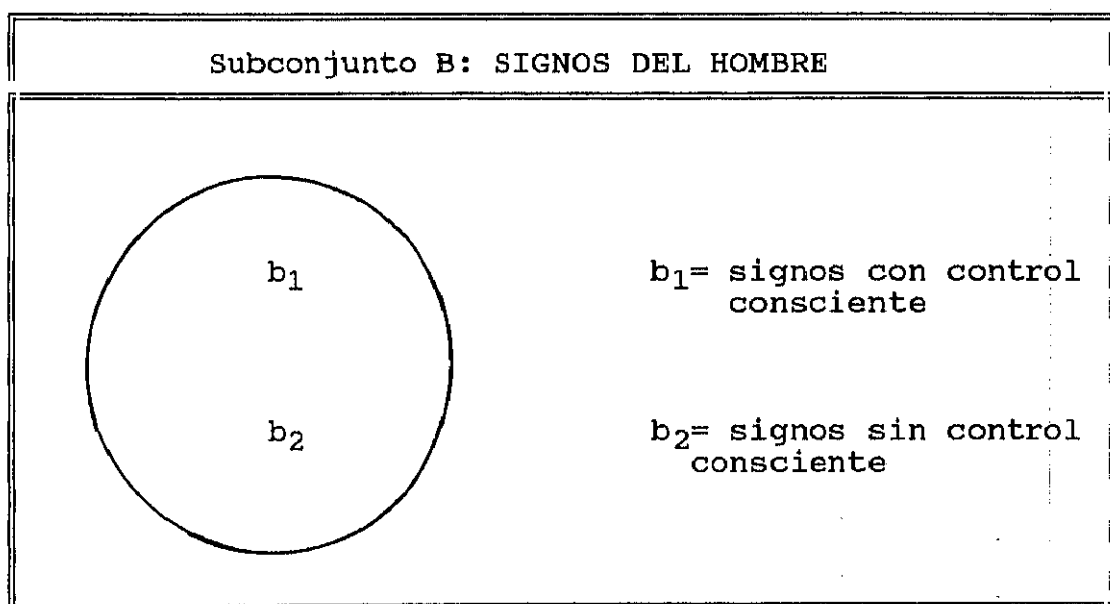 Subconjunto B: SIGNOS DEL HOMBRE
b₁
b₁= signos con control
consciente
b₂
b₂= signos sin control
consciente